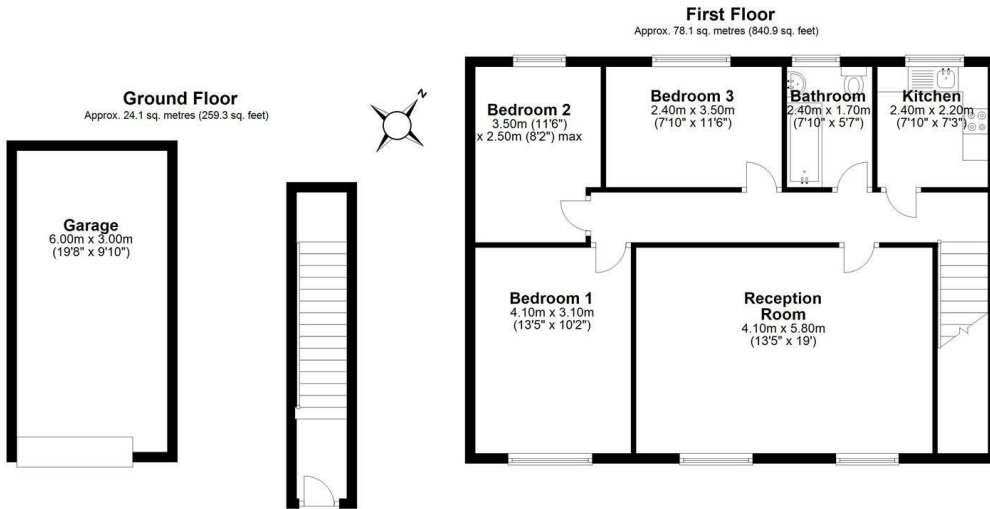 First Floor
Approx. 78.1 sq. metres (840.9 sq. feet)
Ground Floor
Approx. 24.1 sq. metres (259.3 sq. feet)
N
Garage
6.00m x 3.00m
(19'8" x 9'10")
Bedroom 2
3.50m (11'6")
x 2.50m (8'2") max
Bedroom 3
2.40m x 3.50m
(7'10" x 11'6")
Bathroom
2.40m x 1.70m
(7'10" x 5'7")
Kitchen
2.40m x 2.20m
(7'10" x 7'3")
Bedroom 1
4.10m x 3.10m
(13'5" x 10'2")
Reception
Room
4.10m x 5.80m
(13'5" x 19')